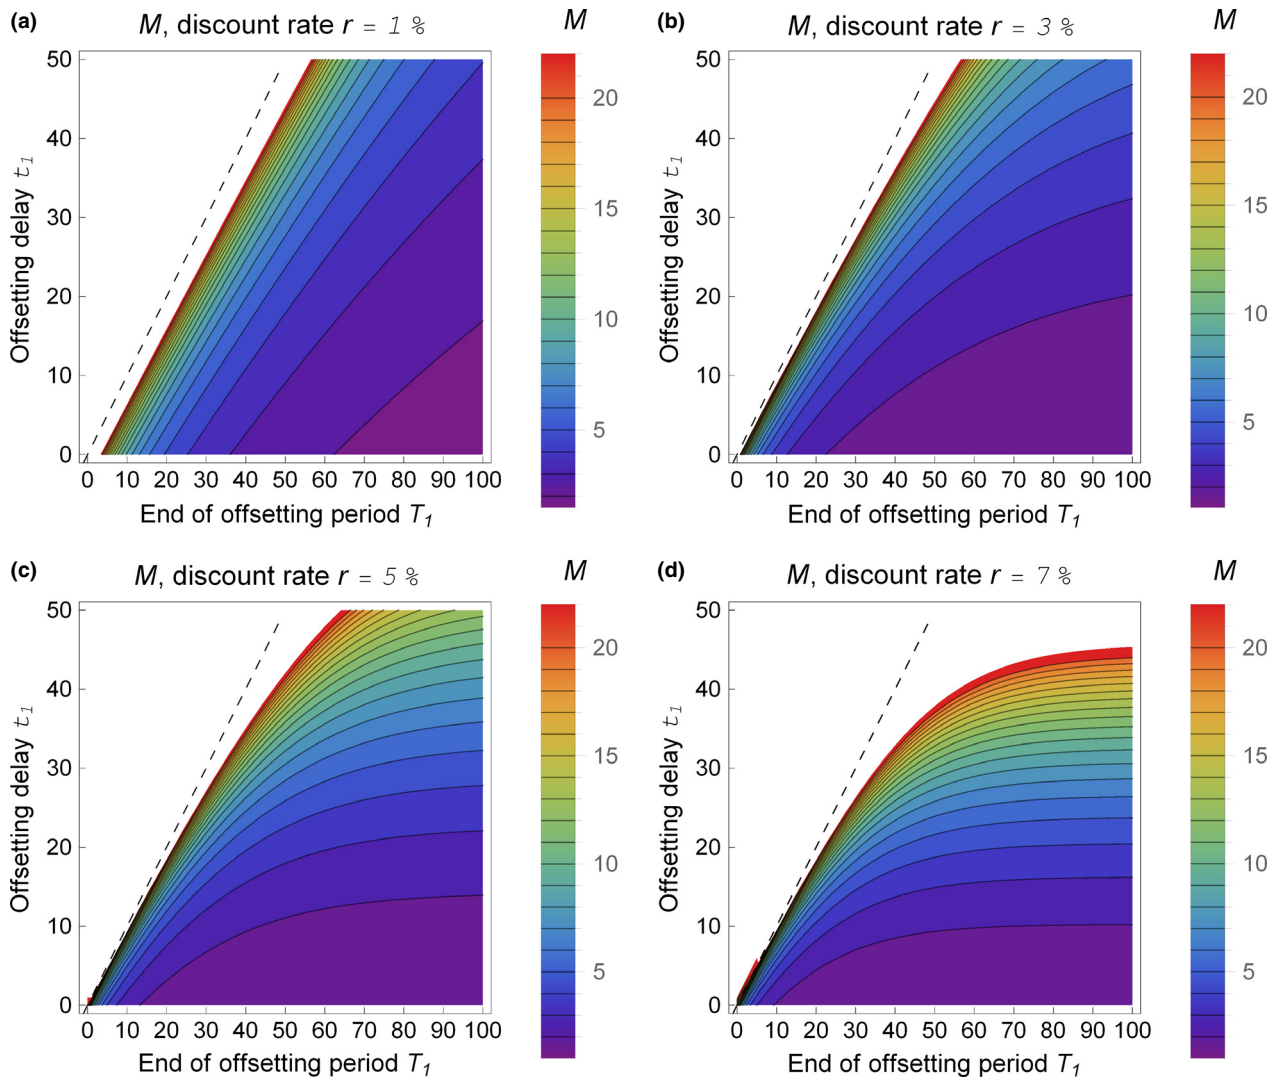 (a)
M, discount rate r = 1 %
M
50
40
30
20
10
0
Offsetting delay t1
0 10 20 30 40 50 60 70 80 90 100
End of offsetting period T1
20
15
10
5
(b)
M, discount rate r = 3 %
M
50
40
30
20
10
0
Offsetting delay t1
0 10 20 30 40 50 60 70 80 90 100
End of offsetting period T1
20
15
10
5
(c)
M, discount rate r = 5 %
M
50
40
30
20
10
0
Offsetting delay t1
0 10 20 30 40 50 60 70 80 90 100
End of offsetting period T1
20
15
10
5
(d)
M, discount rate r = 7 %
M
50
40
30
20
10
0
Offsetting delay t1
0 10 20 30 40 50 60 70 80 90 100
End of offsetting period T1
20
15
10
5